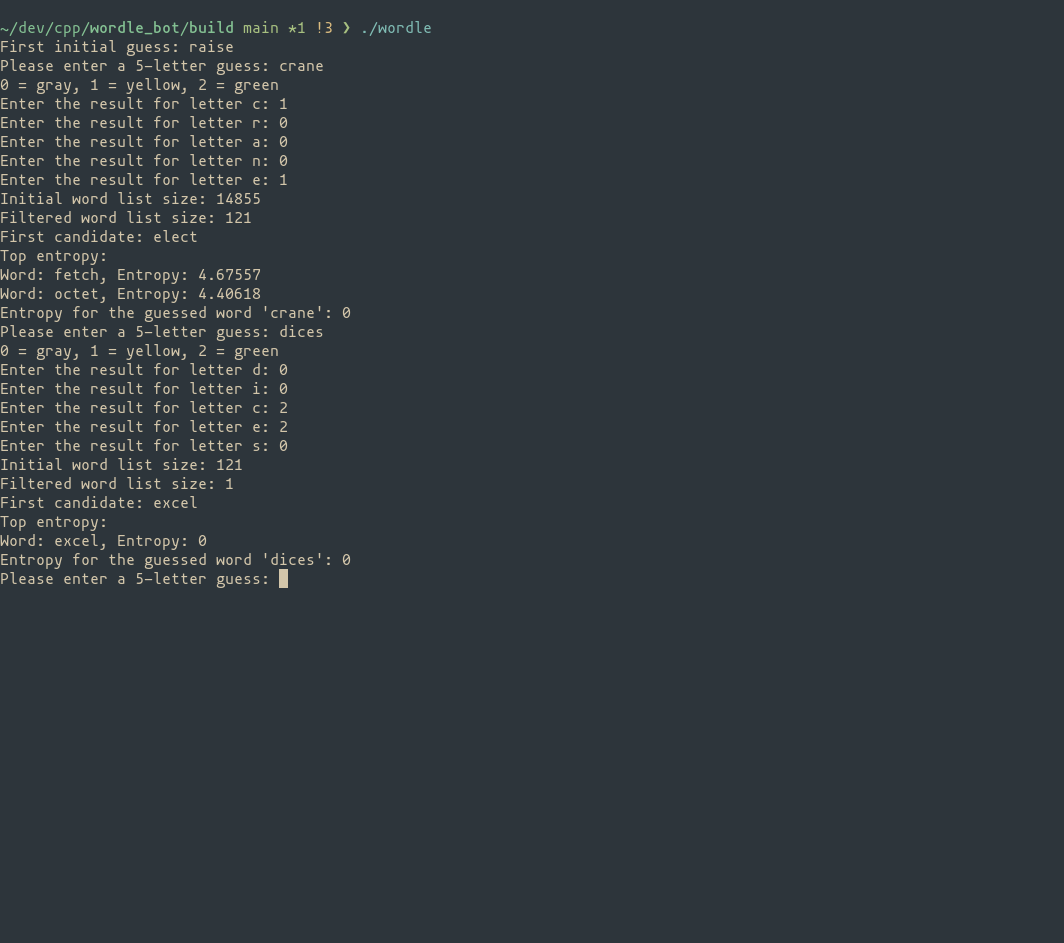 ~/dev/cpp/wordle_bot/build main *1 !3 ❯ ./wordle
First initial guess: raise
Please enter a 5-letter guess: crane
0 = gray, 1 = yellow, 2 = green
Enter the result for letter c: 1
Enter the result for letter r: 0
Enter the result for letter a: 0
Enter the result for letter n: 0
Enter the result for letter e: 1
Initial word list size: 14855
Filtered word list size: 121
First candidate: elect
Top entropy:
Word: fetch, Entropy: 4.67557
Word: octet, Entropy: 4.40618
Entropy for the guessed word 'crane': 0
Please enter a 5-letter guess: dices
0 = gray, 1 = yellow, 2 = green
Enter the result for letter d: 0
Enter the result for letter i: 0
Enter the result for letter c: 2
Enter the result for letter e: 2
Enter the result for letter s: 0
Initial word list size: 121
Filtered word list size: 1
First candidate: excel
Top entropy:
Word: excel, Entropy: 0
Entropy for the guessed word 'dices': 0
Please enter a 5-letter guess: